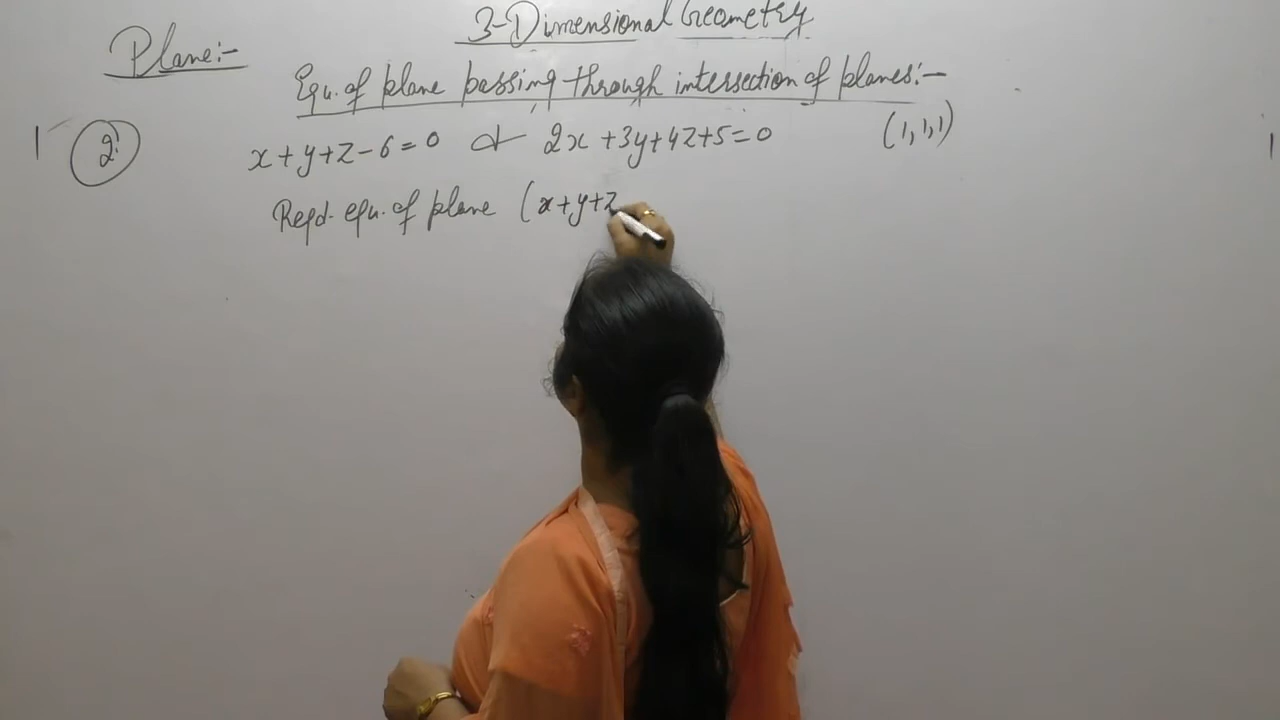 3-Dimensional Geometry
Plane:-
Equ. of plane passing through intersection of planes:-
2: x+y+z-6=0 & 2x+3y+4z+5=0 (1,1,1)
Reqd. equ. of plane (x+y+z